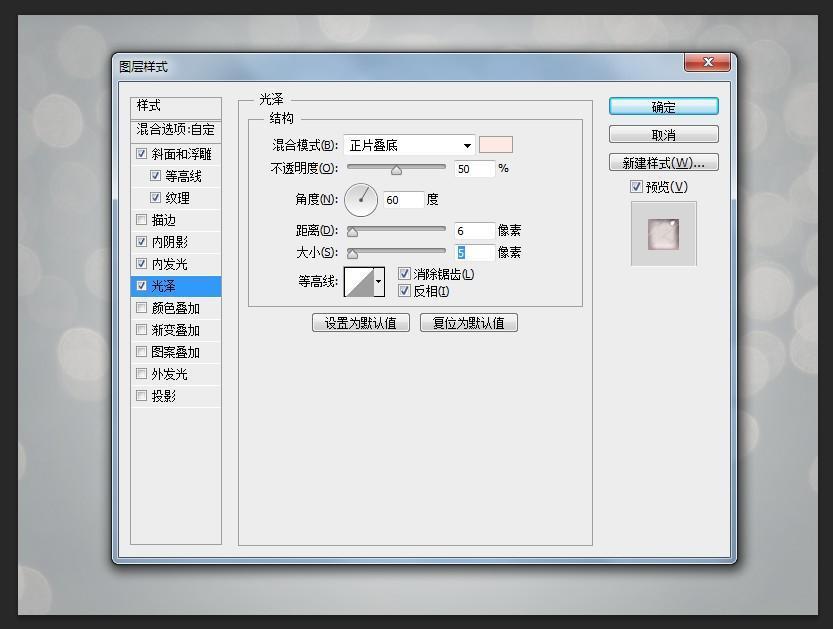 图层样式
样式
混合选项:自定
斜面和浮雕
等高线
纹理
描边
内阴影
内发光
光泽
颜色叠加
渐变叠加
图案叠加
外发光
投影
光泽
结构
混合模式(B): 正片叠底
不透明度(O): 50 %
角度(N): 60 度
距离(D): 6 像素
大小(S): 5 像素
等高线: 消除锯齿(L)
反相(I)
设置为默认值 复位为默认值
确定
取消
新建样式(W)...
预览(V)